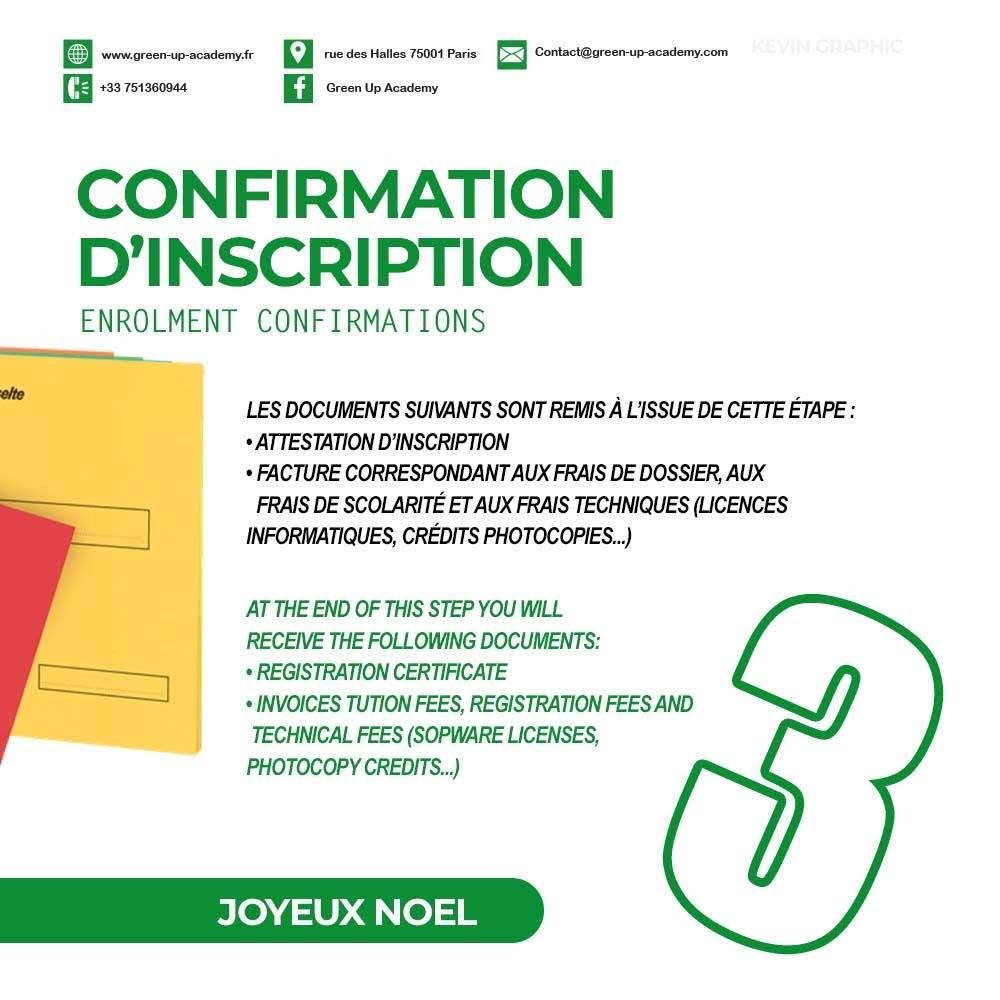 www.green-up-academy.fr
rue des Halles 75001 Paris
Contact@green-up-academy.com
KEVIN GRAPHIC
+33 751360944
Green Up Academy
CONFIRMATION
D'INSCRIPTION
ENROLMENT CONFIRMATIONS
LES DOCUMENTS SUIVANTS SONT REMIS À L'ISSUE DE CETTE ÉTAPE :
• ATTESTATION D'INSCRIPTION
• FACTURE CORRESPONDANT AUX FRAIS DE DOSSIER, AUX
FRAIS DE SCOLARITÉ ET AUX FRAIS TECHNIQUES (LICENCES
INFORMATIQUES, CRÉDITS PHOTOCOPIES...)
AT THE END OF THIS STEP YOU WILL
RECEIVE THE FOLLOWING DOCUMENTS:
• REGISTRATION CERTIFICATE
• INVOICES TUTION FEES, REGISTRATION FEES AND
TECHNICAL FEES (SOPWARE LICENSES,
PHOTOCOPY CREDITS...)
3
JOYEUX NOEL